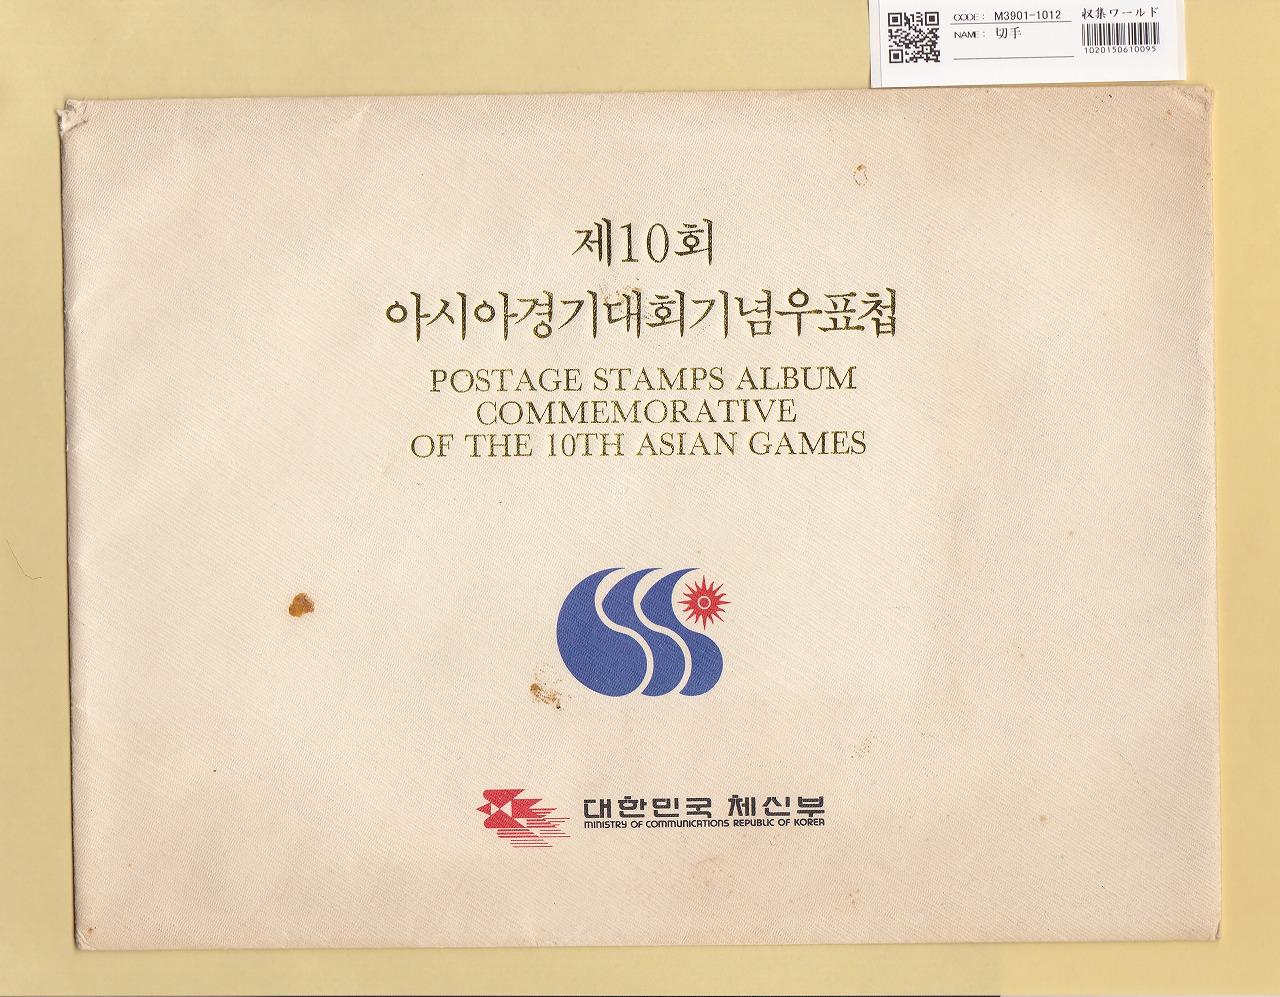 CODE: M3901-1012 収集ワールド
NAME: 切手
1020150610095
제10회
아시아경기대회기념우표첩
POSTAGE STAMPS ALBUM
COMMEMORATIVE
OF THE 10TH ASIAN GAMES
대한민국 체신부
MINISTRY OF COMMUNICATIONS REPUBLIC OF KOREA